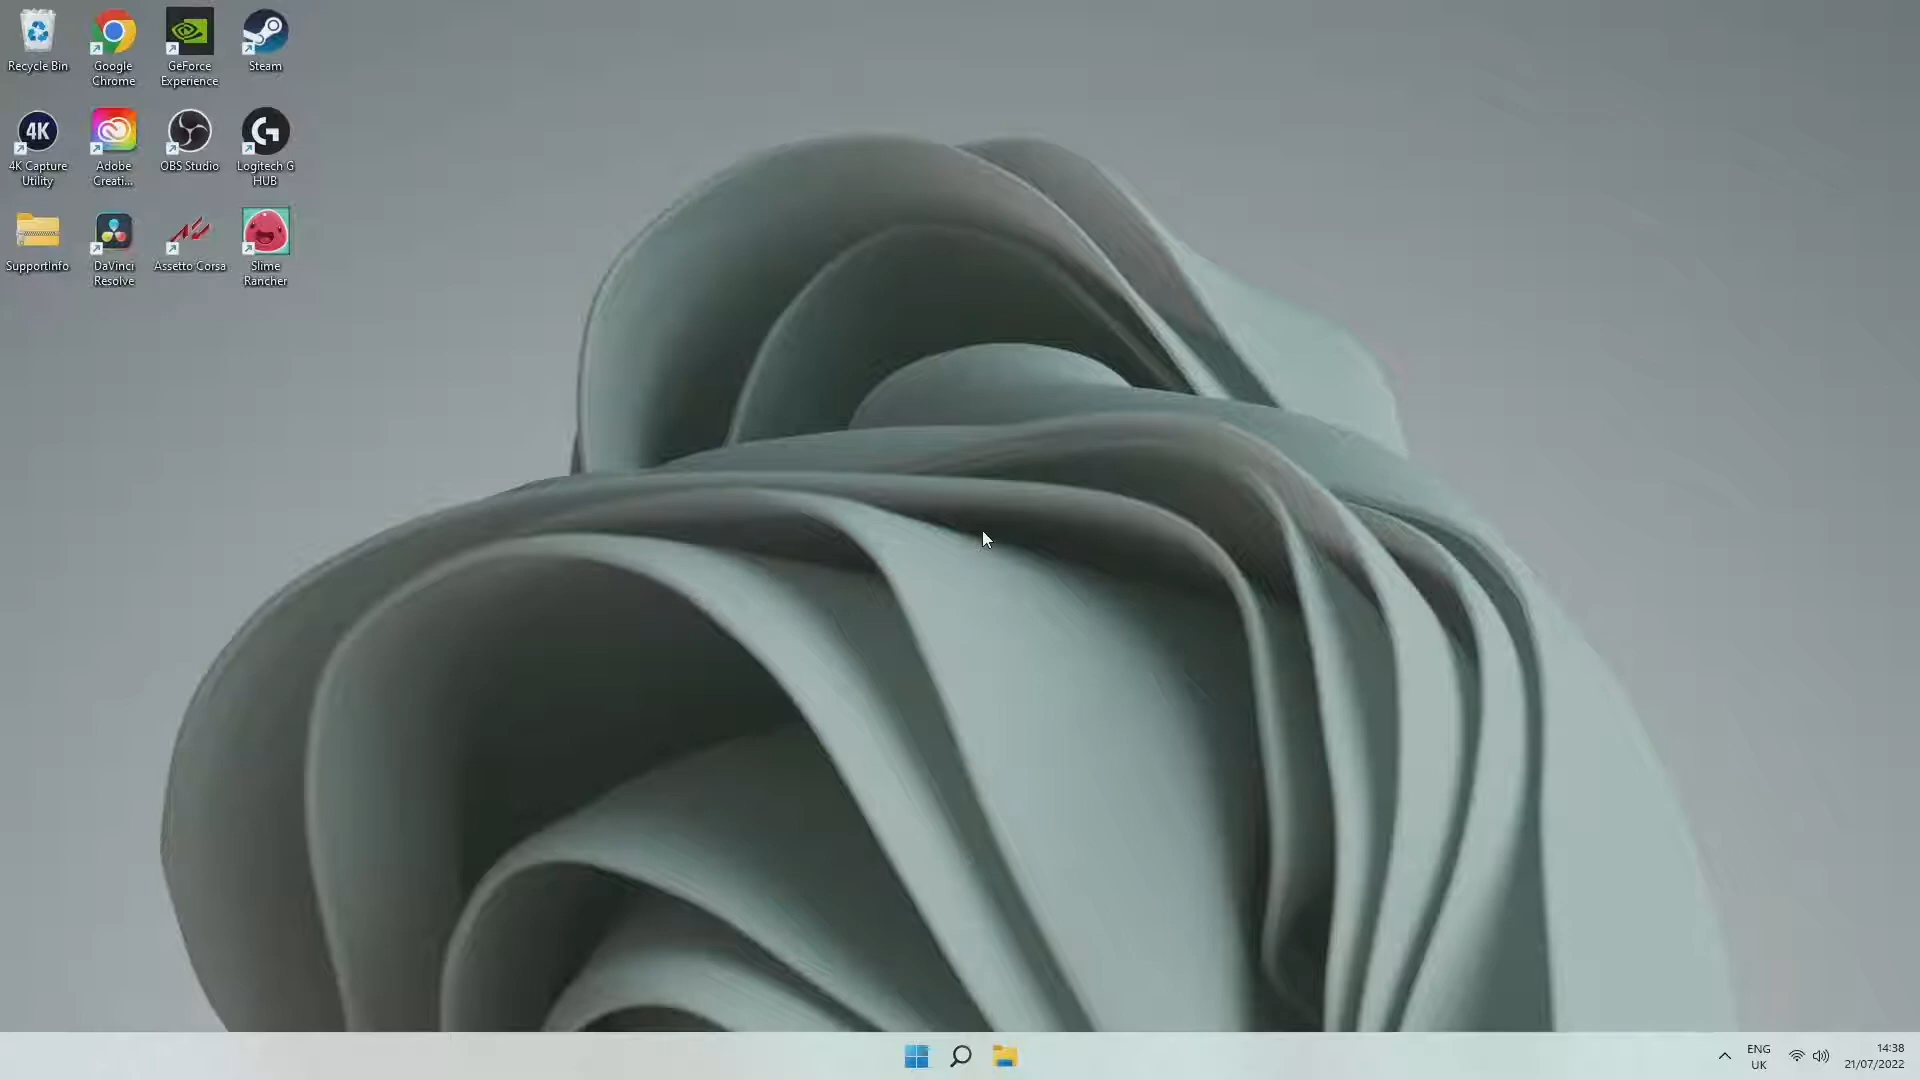 Recycle Bin
Google
Chrome
GeForce
Experience
Steam
4K
4K Capture
Utility
Adobe
Creati...
OBS Studio
Logitech G
HUB
SupportInfo
DaVinci
Resolve
Assetto Corsa
Slime
Rancher
ENG
UK
14:38
21/07/2022